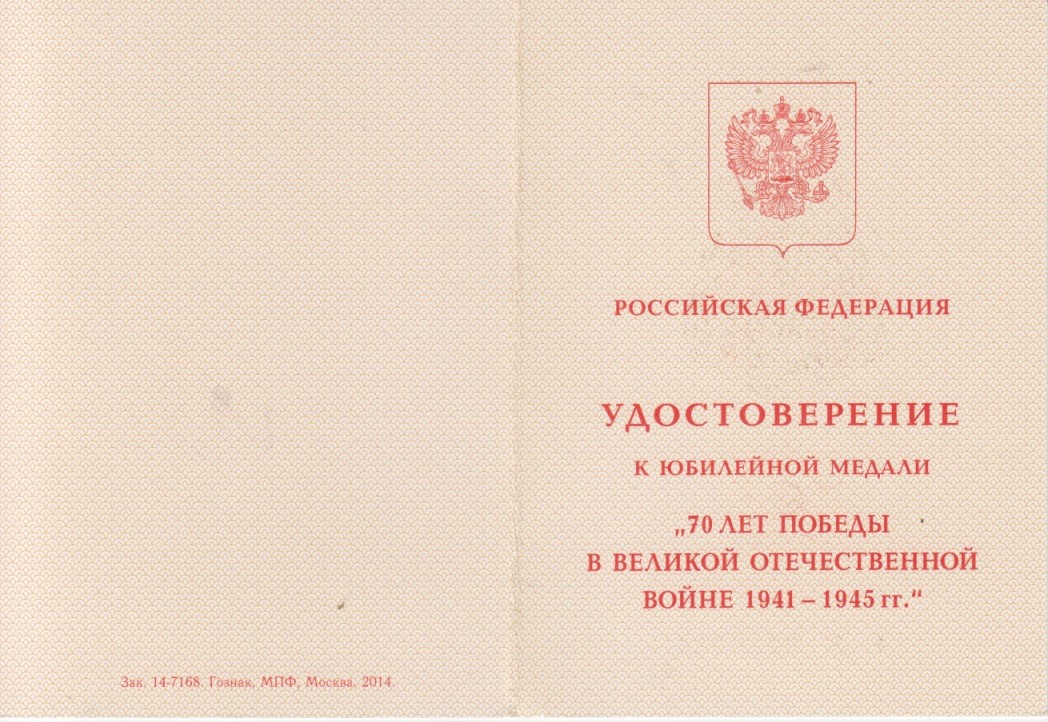 РОССИЙСКАЯ ФЕДЕРАЦИЯ
УДОСТОВЕРЕНИЕ
К ЮБИЛЕЙНОЙ МЕДАЛИ
„70 ЛЕТ ПОБЕДЫ
В ВЕЛИКОЙ ОТЕЧЕСТВЕННОЙ
ВОЙНЕ 1941 – 1945 гг.“
Зак. 14-7168. Гознак, МПФ, Москва, 2014.